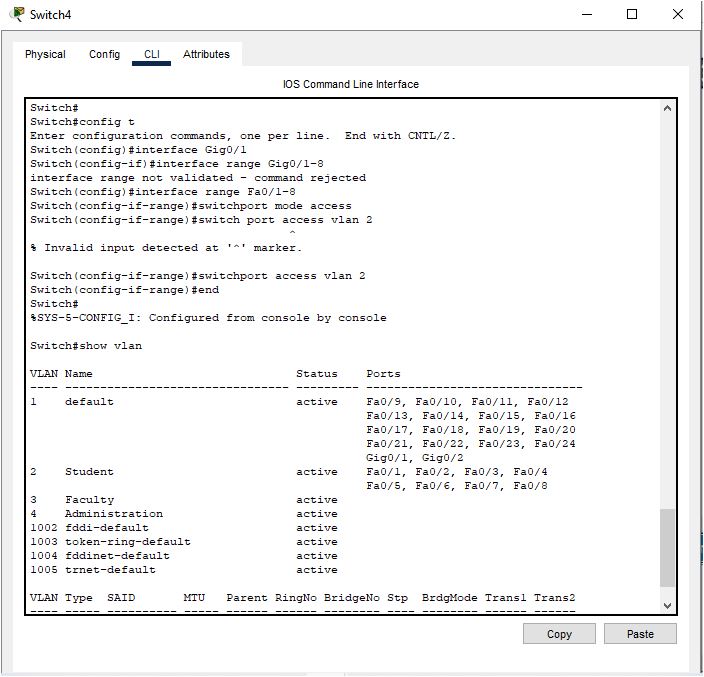 Switch4
Physical Config CLI Attributes
IOS Command Line Interface
Switch#
Switch#config t
Enter configuration commands, one per line.  End with CNTL/Z.
Switch(config)#interface Gig0/1
Switch(config-if)#interface range Gig0/1-8
interface range not validated - command rejected
Switch(config)#interface range Fa0/1-8
Switch(config-if-range)#switchport mode access
Switch(config-if-range)#switch port access vlan 2
                                     ^
% Invalid input detected at '^' marker.
Switch(config-if-range)#switchport access vlan 2
Switch(config-if-range)#end
Switch#
%SYS-5-CONFIG_I: Configured from console by console
Switch#show vlan
VLAN Name                             Status    Ports
---- -------------------------------- --------- -------------------------------
1    default                          active    Fa0/9, Fa0/10, Fa0/11, Fa0/12
                                                Fa0/13, Fa0/14, Fa0/15, Fa0/16
                                                Fa0/17, Fa0/18, Fa0/19, Fa0/20
                                                Fa0/21, Fa0/22, Fa0/23, Fa0/24
                                                Gig0/1, Gig0/2
2    Student                          active    Fa0/1, Fa0/2, Fa0/3, Fa0/4
                                                Fa0/5, Fa0/6, Fa0/7, Fa0/8
3    Faculty                          active
4    Administration                   active
1002 fddi-default                     active
1003 token-ring-default               active
1004 fddinet-default                  active
1005 trnet-default                    active
VLAN Type  SAID       MTU   Parent RingNo BridgeNo Stp  BrdgMode Trans1 Trans2
---- ----- ---------- ----- ------ ------ -------- ---- -------- ------ ------
Copy Paste